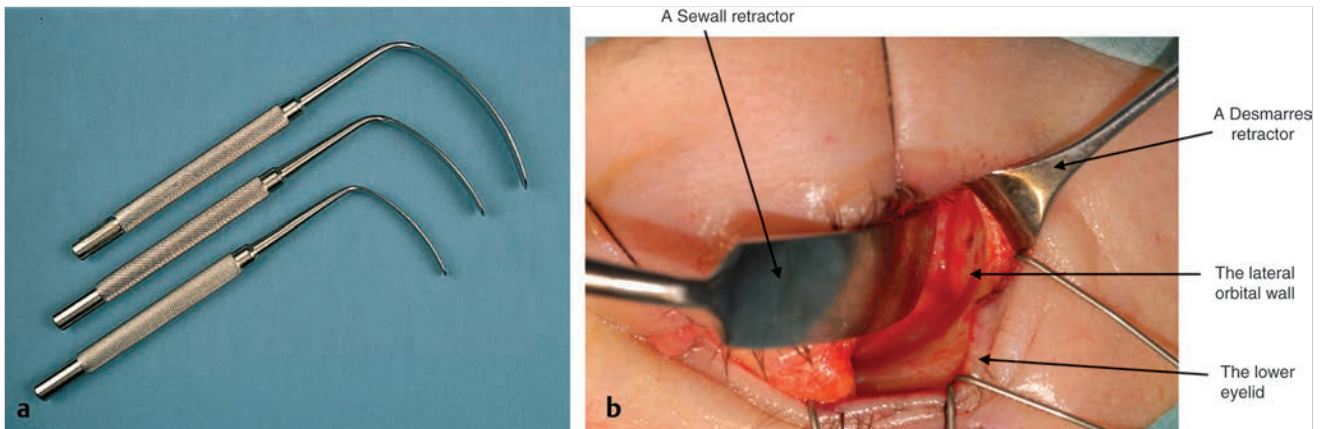 A Sewall retractor
A Desmarres
retractor
The lateral
orbital wall
The lower
eyelid
a
b